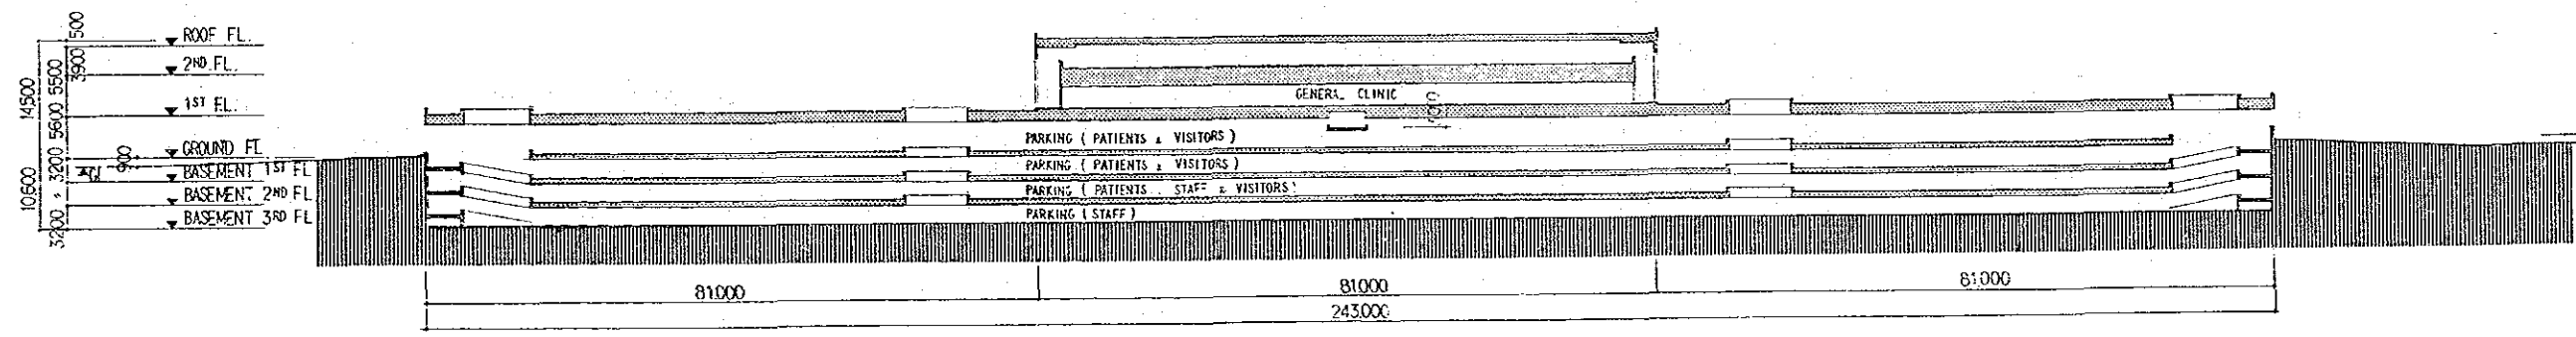 500
ROOF FL.
3900
2ND FL.
5500
14500
1ST FL.
GENERAL CLINIC
5600
PARKING ( PATIENTS & VISITORS )
GROUND FL
900
3200
PARKING ( PATIENTS & VISITORS )
BASEMENT 1ST FL
10600
PARKING ( PATIENTS . STAFF & VISITORS )
BASEMENT 2ND FL
PARKING ( STAFF )
BASEMENT 3RD FL
3200
81000
81000
81000
243000